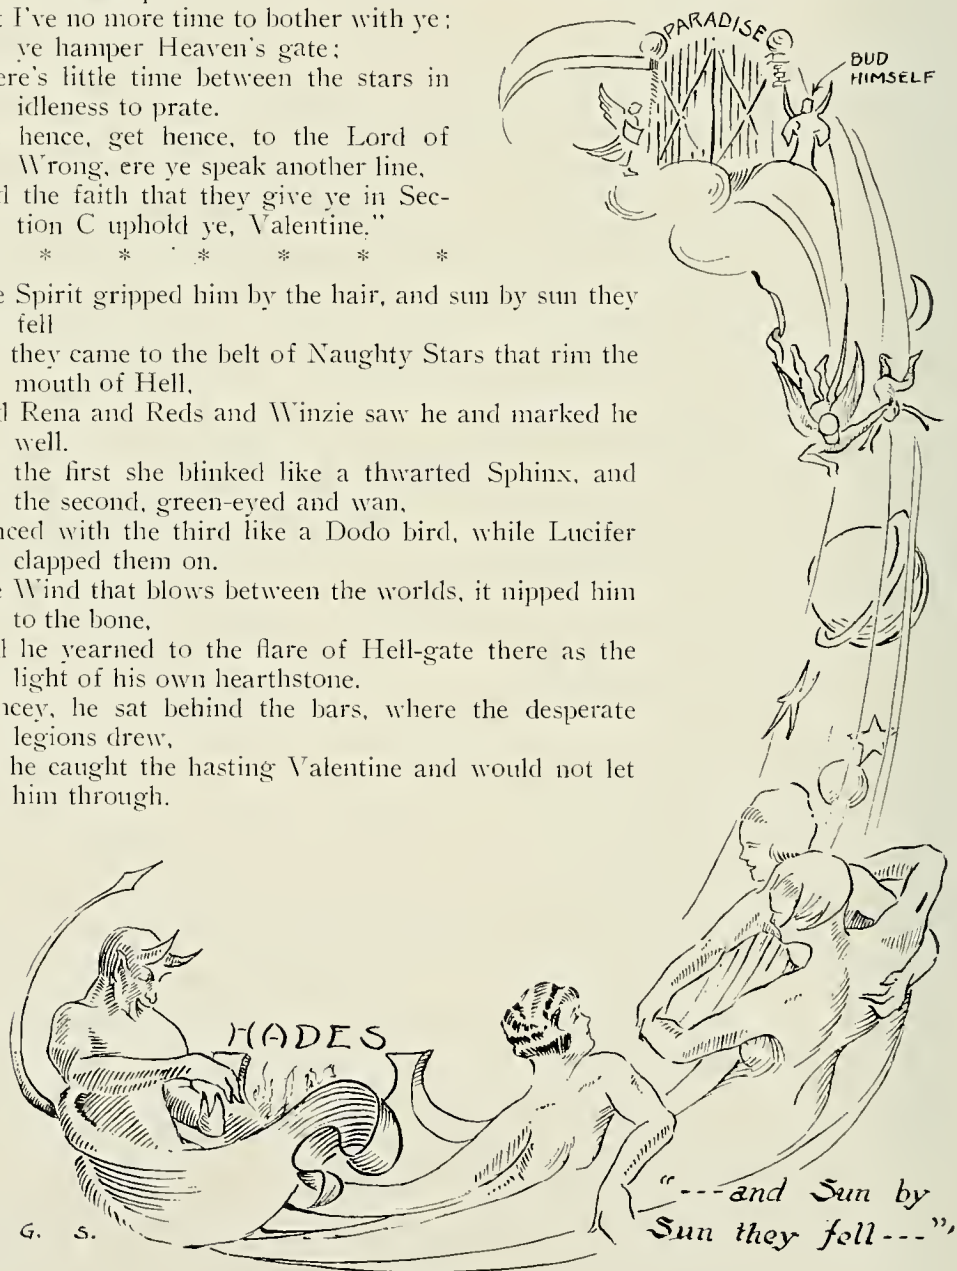 I've no more time to bother with ye;
ye hamper Heaven's gate;
ere's little time between the stars in
idleness to prate.
hence, get hence, to the Lord of
Wrong, ere ye speak another line,
d the faith that they give ye in Sec-
tion C uphold ye, Valentine."
* * * * * *
e Spirit gripped him by the hair, and sun by sun they
fell
they came to the belt of Naughty Stars that rim the
mouth of Hell,
d Rena and Reds and Winzie saw he and marked he
well.
the first she blinked like a thwarted Sphinx, and
the second, green-eyed and wan,
nced with the third like a Dodo bird, while Lucifer
clapped them on.
e Wind that blows between the worlds, it nipped him
to the bone,
d he yearned to the flare of Hell-gate there as the
light of his own hearthstone.
ncey, he sat behind the bars, where the desperate
legions drew,
he caught the hasting Valentine and would not let
him through.
PARADISE
BUD
HIMSELF
HADES
"---and Sun by
Sun they fell---",
G. S.